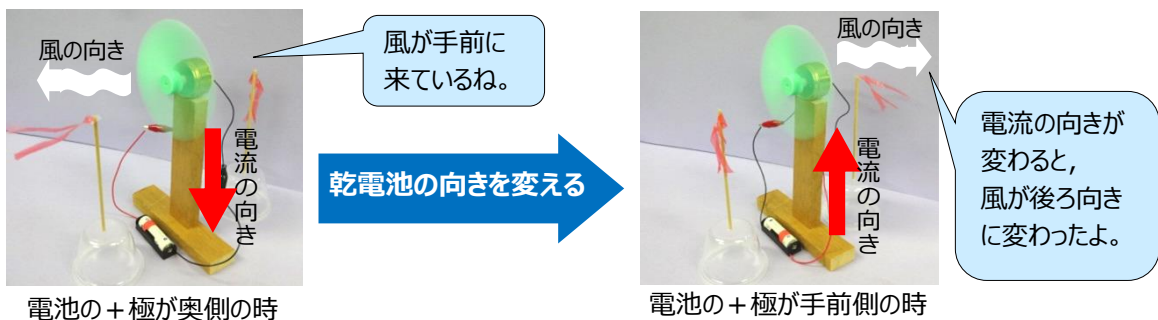 風の向き
風が手前に
来ているね。
電流の向き
電池の+極が奥側の時
乾電池の向きを変える
風の向き
電流の向き
電流の向きが
変わると,
風が後ろ向き
に変わったよ。
電池の+極が手前側の時